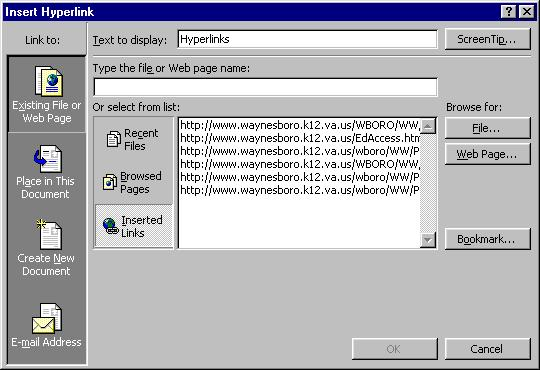 Insert Hyperlink
Link to:
Text to display:
Hyperlinks
ScreenTip...
Type the file or Web page name:
Existing File or
Web Page
Or select from list:
Browse for:
Recent
Files
http://www.waynesboro.k12.va.us/WBORO/WW,
http://www.waynesboro.k12.va.us/EdAccess.htm
http://www.waynesboro.k12.va.us/wboro/WW/P
http://www.waynesboro.k12.va.us/WBORO/WW,
http://www.waynesboro.k12.va.us/wboro/WW/P
http://www.waynesboro.k12.va.us/wboro/WW/P
File...
Web Page...
Place in This
Document
Browsed
Pages
Inserted
Links
Bookmark...
Create New
Document
E-mail Address
OK
Cancel